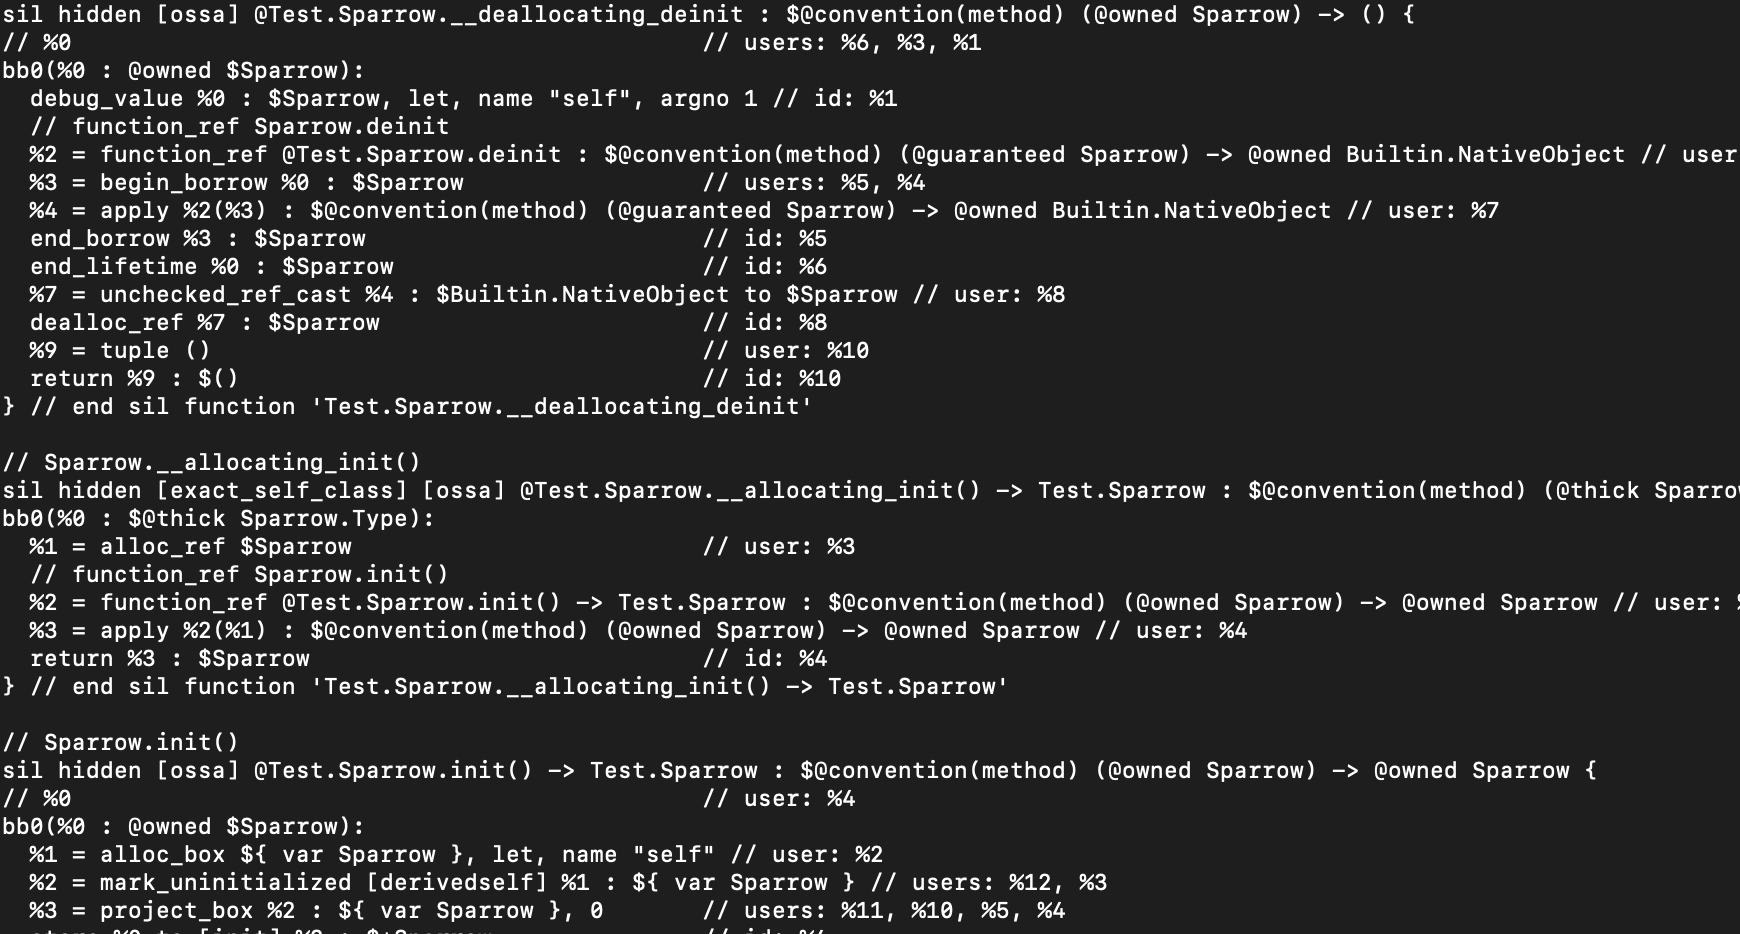 sil hidden [ossa] @Test.Sparrow.__deallocating_deinit : $@convention(method) (@owned Sparrow) -> () {
// %0 // users: %6, %3, %1
bb0(%0 : @owned $Sparrow):
debug_value %0 : $Sparrow, let, name "self", argno 1 // id: %1
// function_ref Sparrow.deinit
%2 = function_ref @Test.Sparrow.deinit : $@convention(method) (@guaranteed Sparrow) -> @owned Builtin.NativeObject // user
%3 = begin_borrow %0 : $Sparrow // users: %5, %4
%4 = apply %2(%3) : $@convention(method) (@guaranteed Sparrow) -> @owned Builtin.NativeObject // user: %7
end_borrow %3 : $Sparrow // id: %5
end_lifetime %0 : $Sparrow // id: %6
%7 = unchecked_ref_cast %4 : $Builtin.NativeObject to $Sparrow // user: %8
dealloc_ref %7 : $Sparrow // id: %8
%9 = tuple () // user: %10
return %9 : $() // id: %10
} // end sil function 'Test.Sparrow.__deallocating_deinit'
// Sparrow.__allocating_init()
sil hidden [exact_self_class] [ossa] @Test.Sparrow.__allocating_init() -> Test.Sparrow : $@convention(method) (@thick Sparrow
bb0(%0 : $@thick Sparrow.Type):
%1 = alloc_ref $Sparrow // user: %3
// function_ref Sparrow.init()
%2 = function_ref @Test.Sparrow.init() -> Test.Sparrow : $@convention(method) (@owned Sparrow) -> @owned Sparrow // user:
%3 = apply %2(%1) : $@convention(method) (@owned Sparrow) -> @owned Sparrow // user: %4
return %3 : $Sparrow // id: %4
} // end sil function 'Test.Sparrow.__allocating_init() -> Test.Sparrow'
// Sparrow.init()
sil hidden [ossa] @Test.Sparrow.init() -> Test.Sparrow : $@convention(method) (@owned Sparrow) -> @owned Sparrow {
// %0 // user: %4
bb0(%0 : @owned $Sparrow):
%1 = alloc_box ${ var Sparrow }, let, name "self" // user: %2
%2 = mark_uninitialized [derivedself] %1 : ${ var Sparrow } // users: %12, %3
%3 = project_box %2 : ${ var Sparrow }, 0 // users: %11, %10, %5, %4